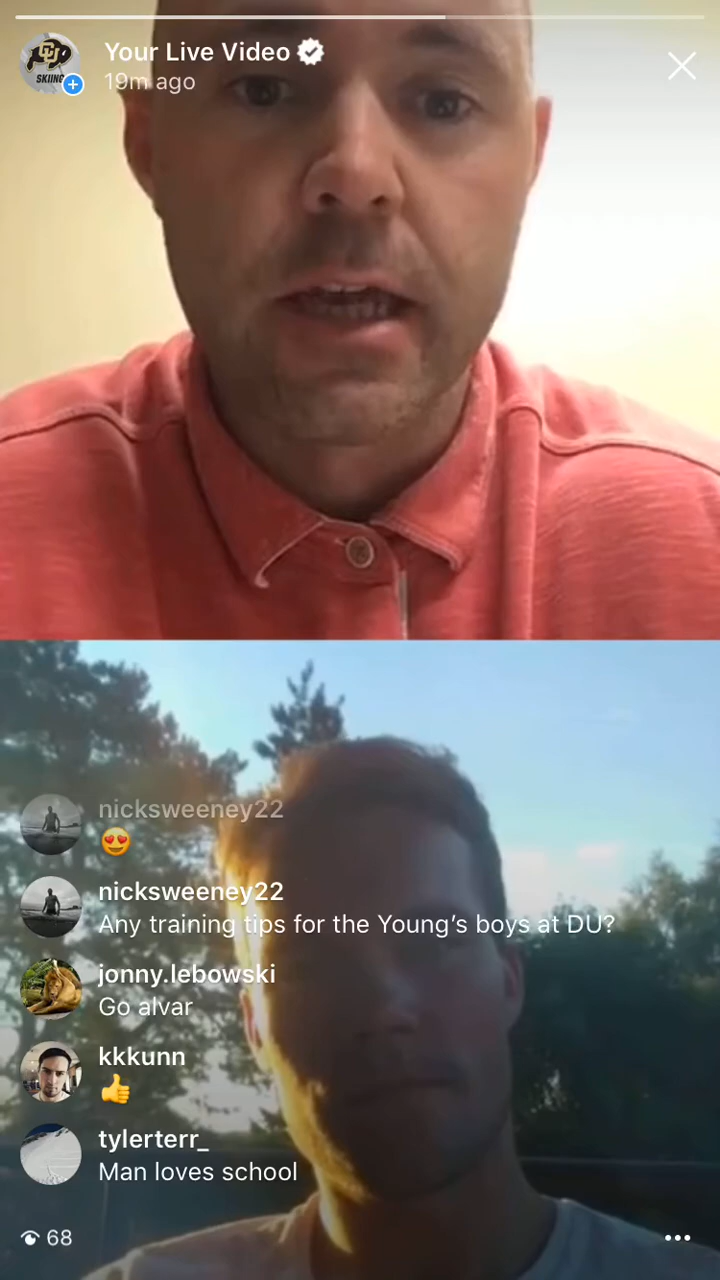 Your Live Video
19m ago
CU
SKIING
nicksweeney22
😍
nicksweeney22
Any training tips for the Young’s boys at DU?
jonny.lebowski
Go alvar
kkkunn
👍
tylerterr_
Man loves school
68